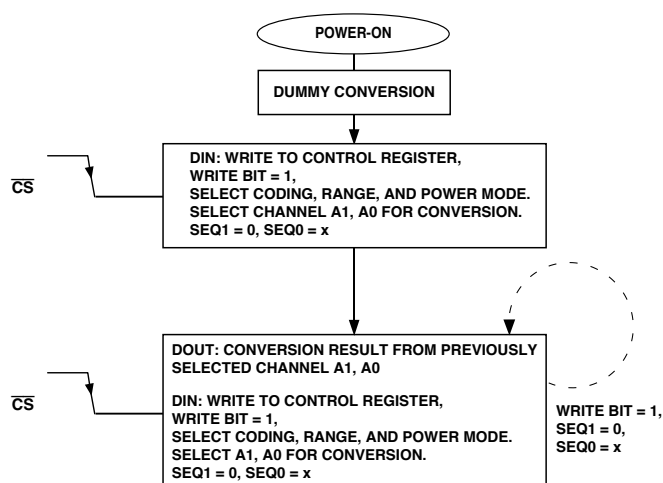 POWER-ON
DUMMY CONVERSION
CS
DIN: WRITE TO CONTROL REGISTER,
WRITE BIT = 1,
SELECT CODING, RANGE, AND POWER MODE.
SELECT CHANNEL A1, A0 FOR CONVERSION.
SEQ1 = 0, SEQ0 = x
CS
DOUT: CONVERSION RESULT FROM PREVIOUSLY
SELECTED CHANNEL A1, A0
DIN: WRITE TO CONTROL REGISTER,
WRITE BIT = 1,
SELECT CODING, RANGE, AND POWER MODE.
SELECT A1, A0 FOR CONVERSION.
SEQ1 = 0, SEQ0 = x
WRITE BIT = 1,
SEQ1 = 0,
SEQ0 = x